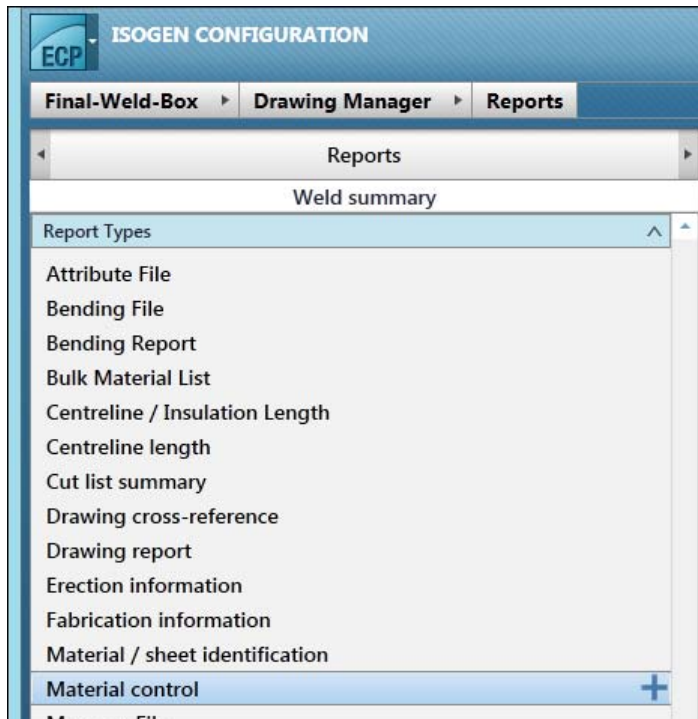 ECP
ISOGEN CONFIGURATION
Final-Weld-Box Drawing Manager Reports
Reports
Weld summary
Report Types
Attribute File
Bending File
Bending Report
Bulk Material List
Centreline / Insulation Length
Centreline length
Cut list summary
Drawing cross-reference
Drawing report
Erection information
Fabrication information
Material / sheet identification
Material control